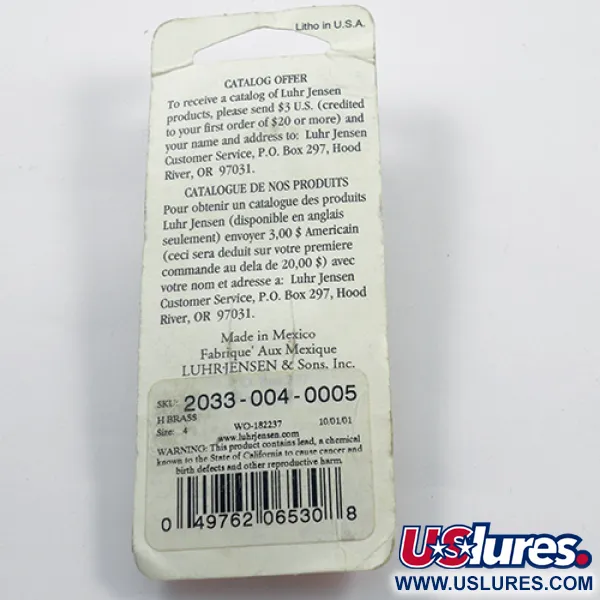 Litho in U.S.A.
CATALOG OFFER
To receive a catalog of Luhr Jensen
products, please send $3 U.S. (credited
to your first order of $20 or more) and
your name and address to: Luhr Jensen
Customer Service, P.O. Box 297, Hood
River, OR 97031.
CATALOGUE DE NOS PRODUITS
Pour obtenir un catalogue des produits
Luhr Jensen (disponible en anglais
seulement) envoyer 3,00 $ Americain
(ceci sera deduit sur votre premiere
commande au dela de 20,00 $) avec
votre nom et adresse a: Luhr Jensen
Customer Service, P.O. Box 297, Hood
River, OR 97031.
Made in Mexico
Fabrique' Aux Mexique
LUHR-JENSEN & Sons, Inc.
SKU: 2033-004-0005
H BRASS
Size: 4 WO-182237 10/01/01
www.luhrjensen.com
WARNING: This product contains lead, a chemical
known to the State of California to cause cancer and
birth defects and other reproductive harm.
0 49762 06530 8
USlures.
WWW.USLURES.COM